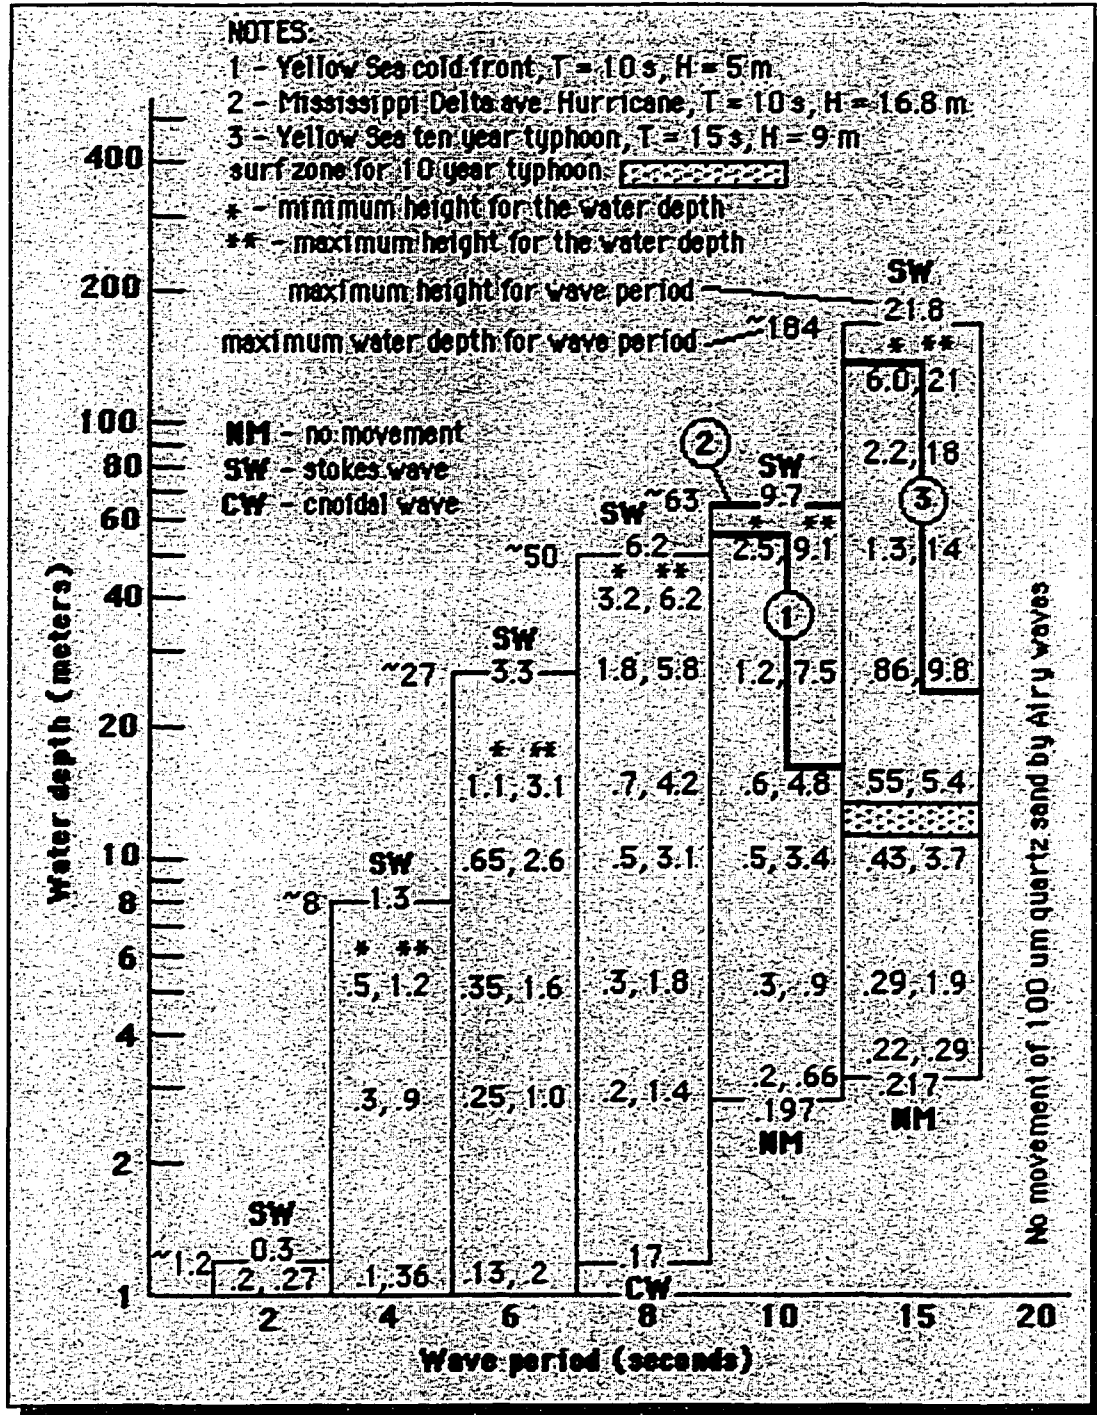 NOTES:
1 - Yellow Sea cold front, T = 10 s, H = 5 m
2 - Mississippi Delta ave. Hurricane, T = 10 s, H = 16.8 m
3 - Yellow Sea ten year typhoon, T = 15 s, H = 9 m
surf zone for 10 year typhoon.
* - minimum height for the water depth
** - maximum height for the water depth
maximum height for wave period
maximum water depth for wave period
NM - no movement
SW - stokes wave
CW - cnoidal wave
Water depth (meters)
400
200
100
80
60
40
20
10
8
6
4
2
1
~1.2
SW
0.3
.2, .27
~8
SW
1.3
* **
.5, 1.2
.3, .9
.1, .36
~27
SW
3.3
* **
1.1, 3.1
.65, 2.6
.35, 1.6
.25, 1.0
.13, .2
~50
SW
6.2
* **
3.2, 6.2
1.8, 5.8
.7, 4.2
.5, 3.1
.3, 1.8
.2, 1.4
.17
CW
2
~63
SW
9.7
* **
2.5, 9.1
1
1.2, 7.5
.6, 4.8
.5, 3.4
.3, .9
.2, .66
.197
NM
~184
SW
21.8
* **
6.0, 21
2.2, 18
3
1.3, 14
.86, 9.8
.55, 5.4
.43, 3.7
.29, 1.9
.22, .29
.217
NM
No movement of 100 um quartz sand by Airy waves
2 4 6 8 10 15 20
Wave period (seconds)